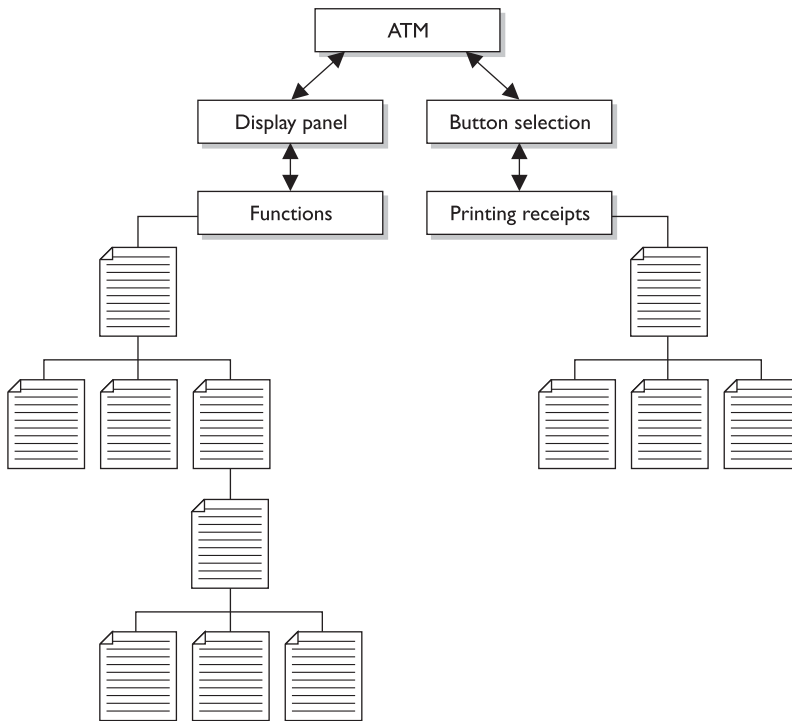 ATM
Display panel
Button selection
Functions
Printing receipts